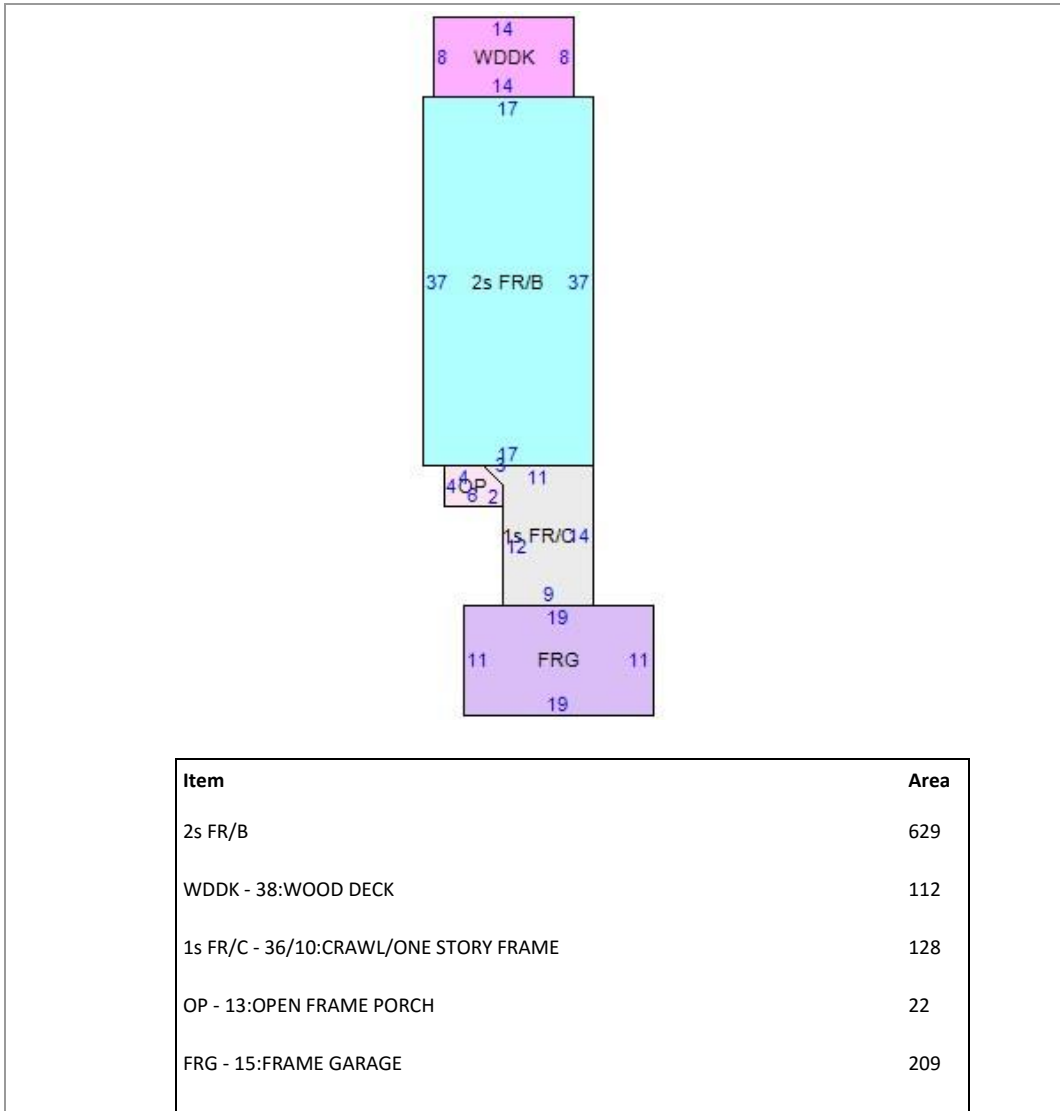 14
8 WDDK 8
14
17
37 2s FR/B 37
17
3
4 11
4 OP
6 2
1s FR/C 14
12
9
19
11 FRG 11
19
Item Area
2s FR/B 629
WDDK - 38:WOOD DECK 112
1s FR/C - 36/10:CRAWL/ONE STORY FRAME 128
OP - 13:OPEN FRAME PORCH 22
FRG - 15:FRAME GARAGE 209